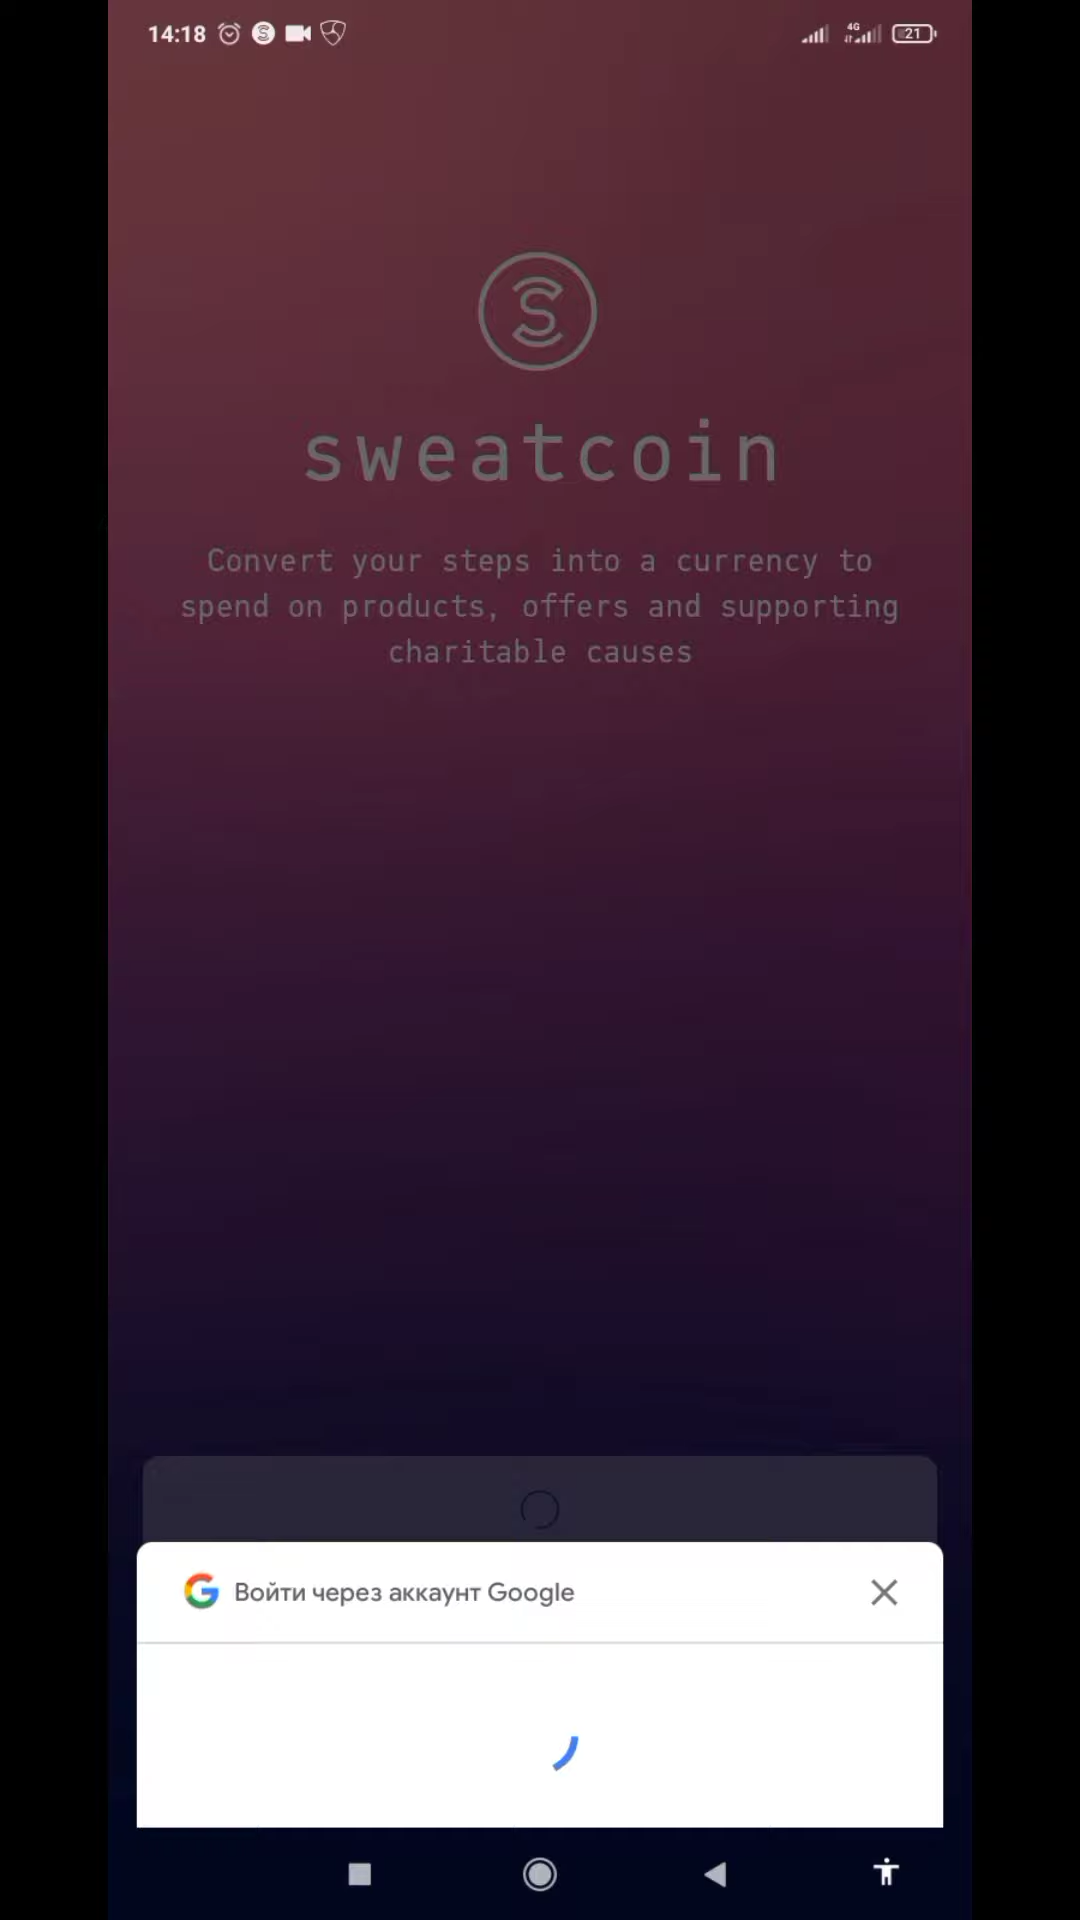 14:18
4G
21
sweatcoin
Convert your steps into a currency to
spend on products, offers and supporting
charitable causes
Войти через аккаунт Google